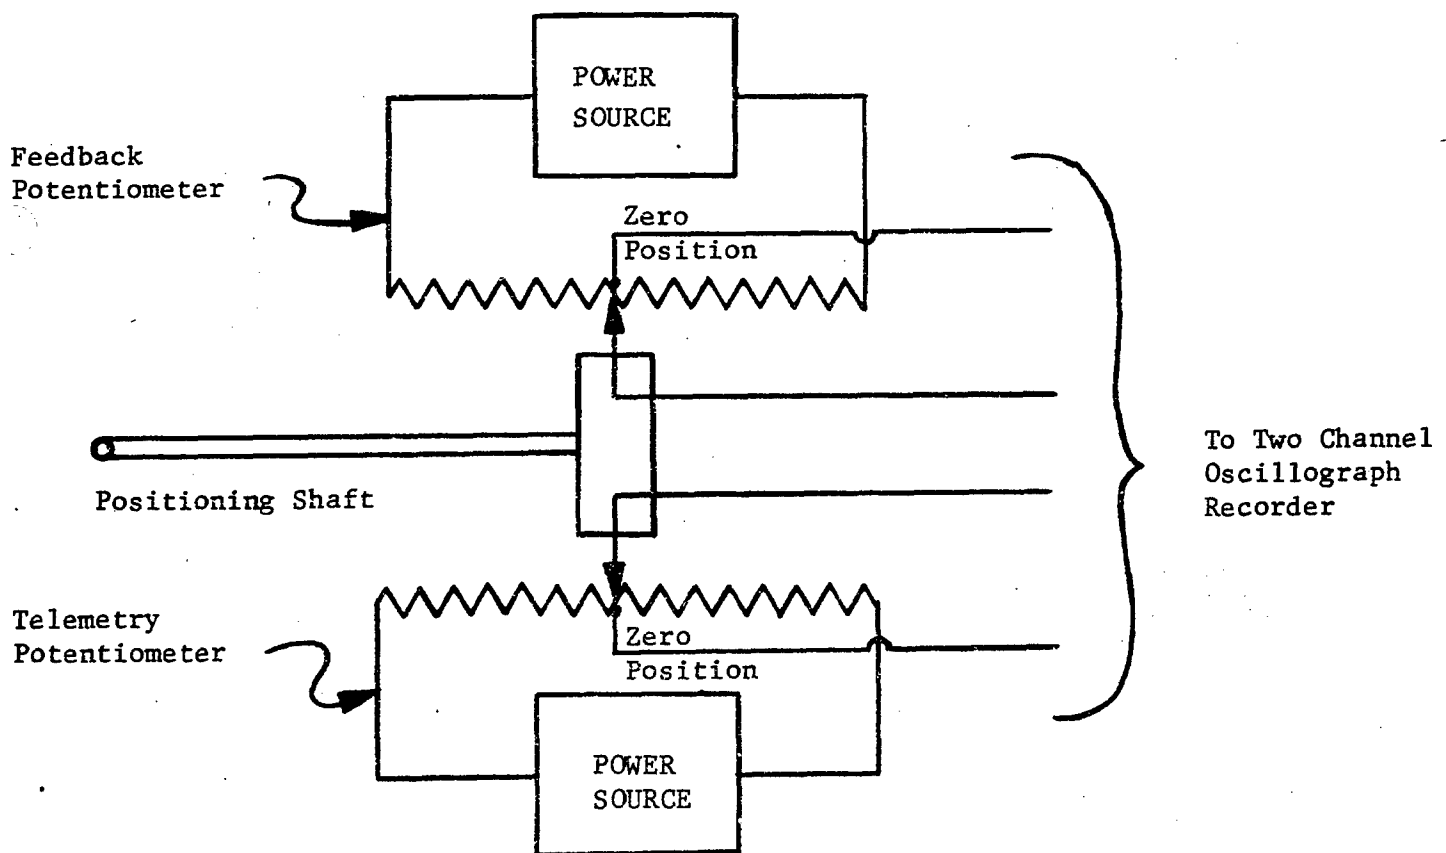 POWER
SOURCE
Feedback
Potentiometer
Zero
Position
To Two Channel
Oscillograph
Recorder
Positioning Shaft
Telemetry
Potentiometer
Zero
Position
POWER
SOURCE